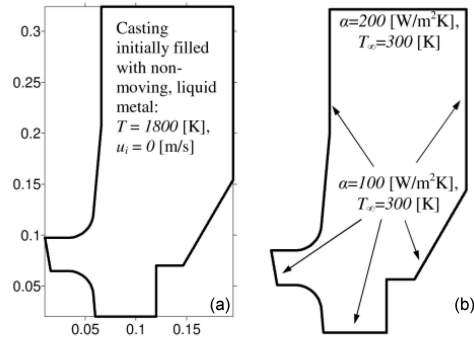 0.3
0.25
0.2
0.15
0.1
0.05
0.05
0.1
0.15
Casting
initially filled
with non-
moving, liquid
metal:
T = 1800 [K],
u_i = 0 [m/s]
(a)
α=200 [W/m²K],
T∞=300 [K]
α=100 [W/m²K],
T∞=300 [K]
(b)